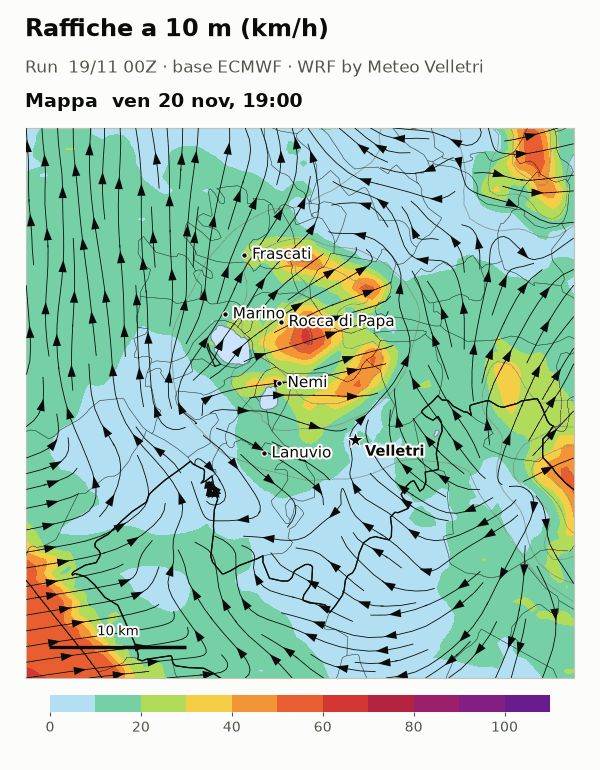 Raffiche a 10 m (km/h)
Run 19/11 00Z · base ECMWF · WRF by Meteo Velletri
Mappa ven 20 nov, 19:00
Frascati
Marino
Rocca di Papa
Nemi
Velletri
Lanuvio
10 km
0 20 40 60 80 100